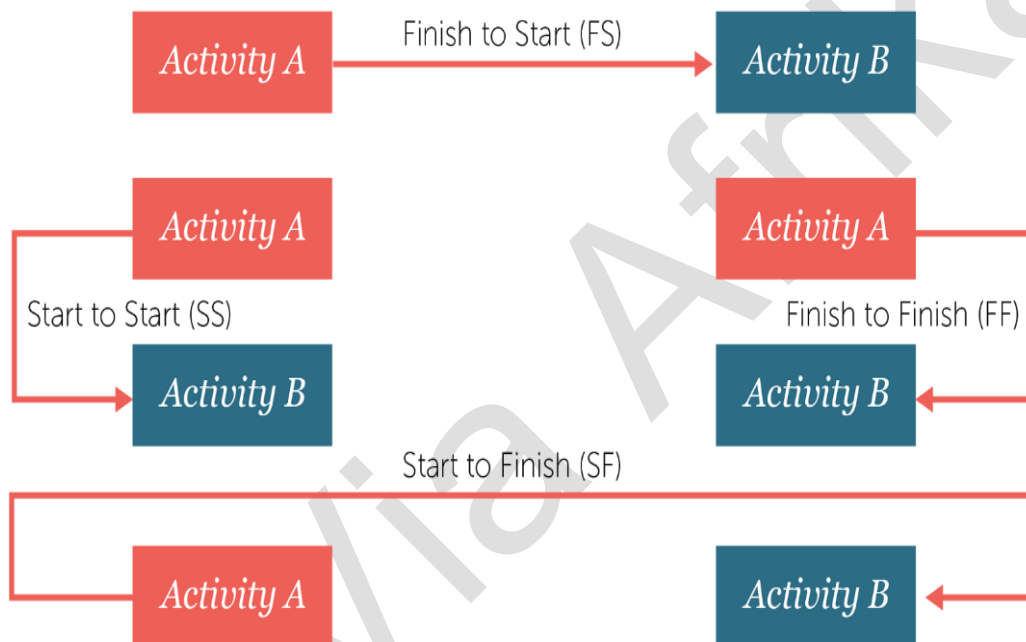 Finish to Start (FS)
Activity A
Activity B
Activity A
Activity A
Start to Start (SS)
Finish to Finish (FF)
Activity B
Activity B
Start to Finish (SF)
Activity A
Activity B
Via